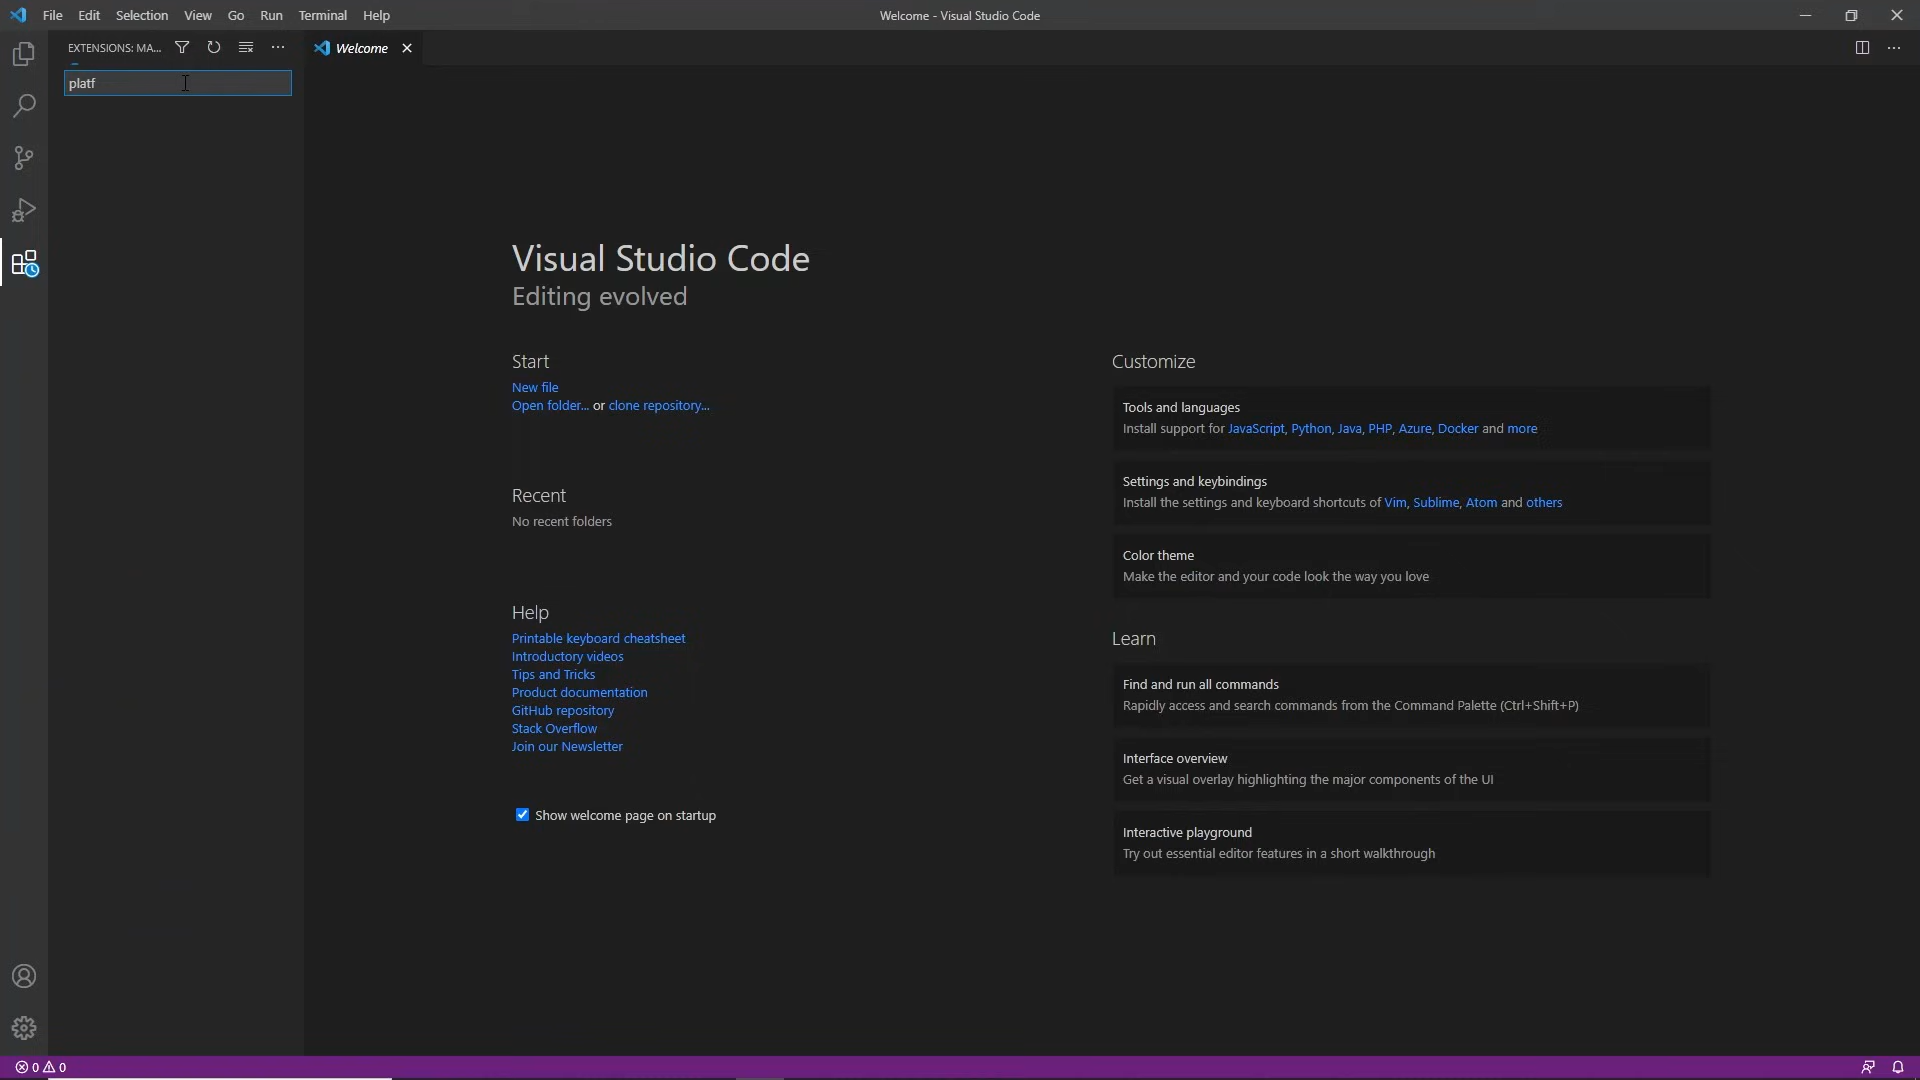 File Edit Selection View Go Run Terminal Help
Welcome - Visual Studio Code
EXTENSIONS: MA...
Welcome
platf
Visual Studio Code
Editing evolved
Start
New file
Open folder... or clone repository...
Recent
No recent folders
Help
Printable keyboard cheatsheet
Introductory videos
Tips and Tricks
Product documentation
GitHub repository
Stack Overflow
Join our Newsletter
Show welcome page on startup
Customize
Tools and languages
Install support for JavaScript, Python, Java, PHP, Azure, Docker and more
Settings and keybindings
Install the settings and keyboard shortcuts of Vim, Sublime, Atom and others
Color theme
Make the editor and your code look the way you love
Learn
Find and run all commands
Rapidly access and search commands from the Command Palette (Ctrl+Shift+P)
Interface overview
Get a visual overlay highlighting the major components of the UI
Interactive playground
Try out essential editor features in a short walkthrough
0 0